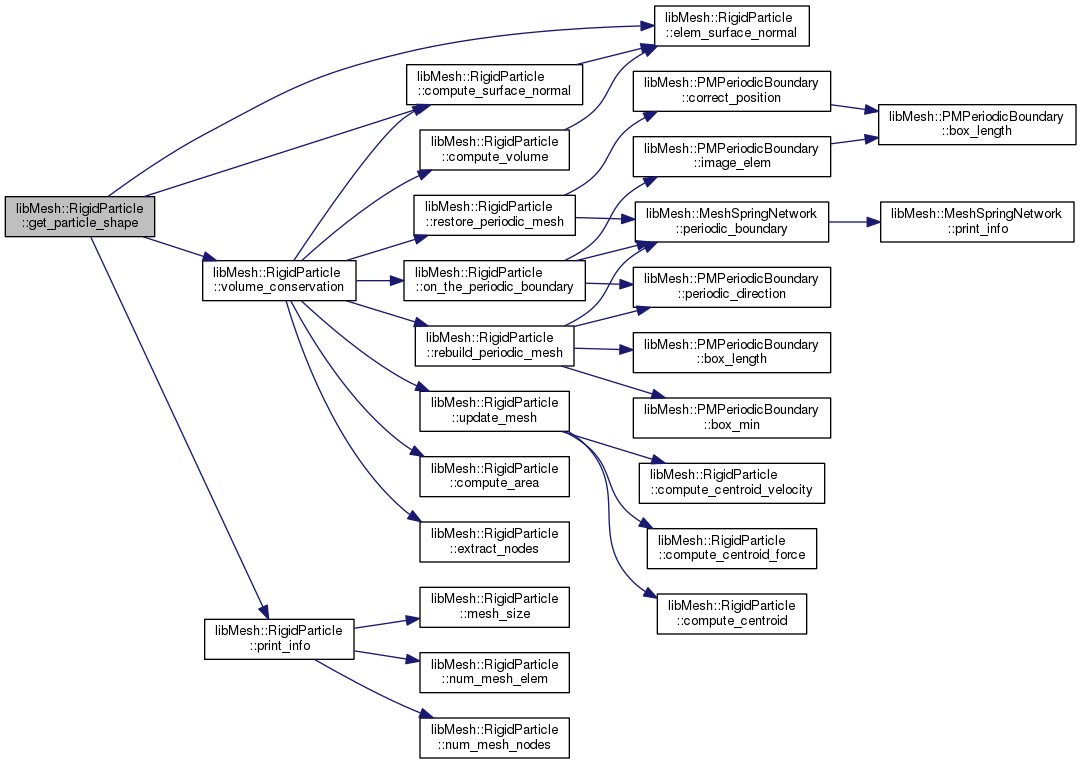 libMesh::RigidParticle
::get_particle_shape
libMesh::RigidParticle
::elem_surface_normal
libMesh::RigidParticle
::compute_surface_normal
libMesh::RigidParticle
::volume_conservation
libMesh::RigidParticle
::compute_volume
libMesh::RigidParticle
::restore_periodic_mesh
libMesh::PMPeriodicBoundary
::correct_position
libMesh::PMPeriodicBoundary
::box_length
libMesh::PMPeriodicBoundary
::image_elem
libMesh::MeshSpringNetwork
::periodic_boundary
libMesh::MeshSpringNetwork
::print_info
libMesh::RigidParticle
::on_the_periodic_boundary
libMesh::PMPeriodicBoundary
::periodic_direction
libMesh::RigidParticle
::rebuild_periodic_mesh
libMesh::PMPeriodicBoundary
::box_length
libMesh::PMPeriodicBoundary
::box_min
libMesh::RigidParticle
::update_mesh
libMesh::RigidParticle
::compute_centroid_velocity
libMesh::RigidParticle
::compute_centroid_force
libMesh::RigidParticle
::compute_centroid
libMesh::RigidParticle
::compute_area
libMesh::RigidParticle
::extract_nodes
libMesh::RigidParticle
::print_info
libMesh::RigidParticle
::mesh_size
libMesh::RigidParticle
::num_mesh_elem
libMesh::RigidParticle
::num_mesh_nodes